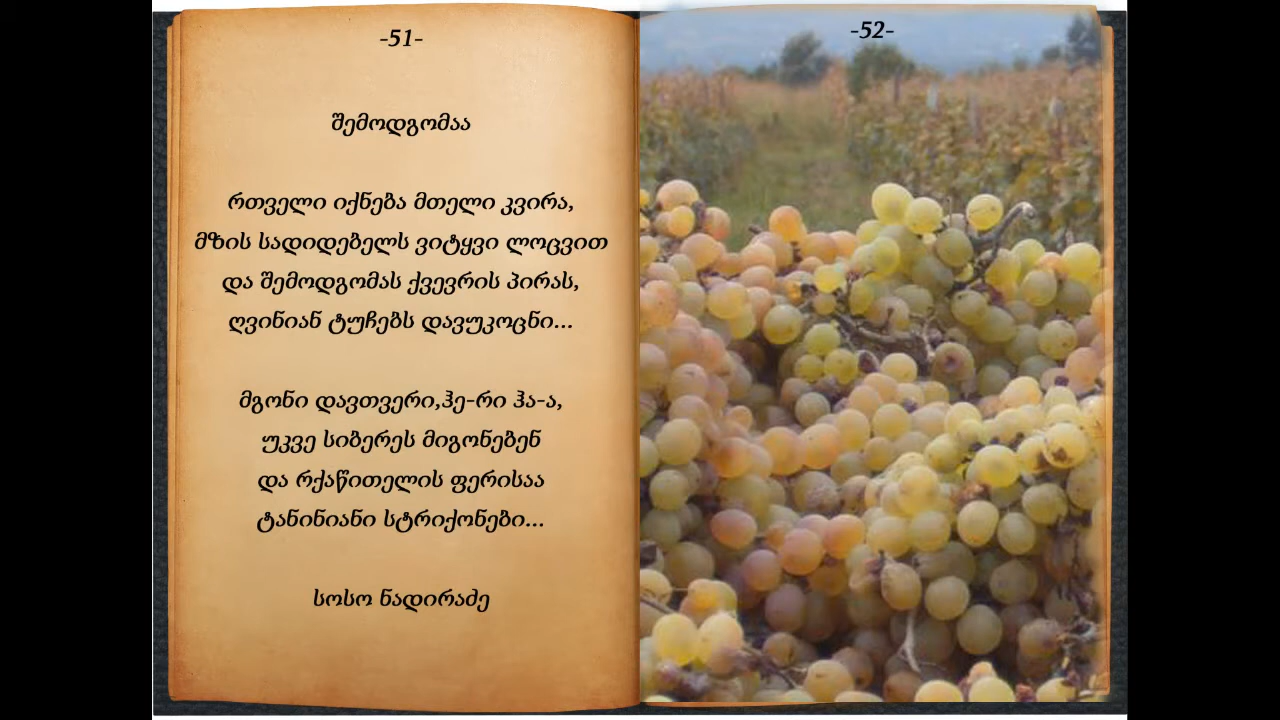 -51-
შემოდგომაა
რთველი იქნება მთელი კვირა,
მზის სადიდებელს ვიტყვი ლოცვით
და შემოდგომას ქვევრის პირას,
ღვინიან ტუჩებს დავუკოცნი...
მგონი დავთვერი,ჰე-რი ჰა-ა,
უკვე სიბერეს მიგონებენ
და რქაწითელის ფერისაა
ტანინიანი სტრიქონები...
სოსო ნადირაძე
-52-